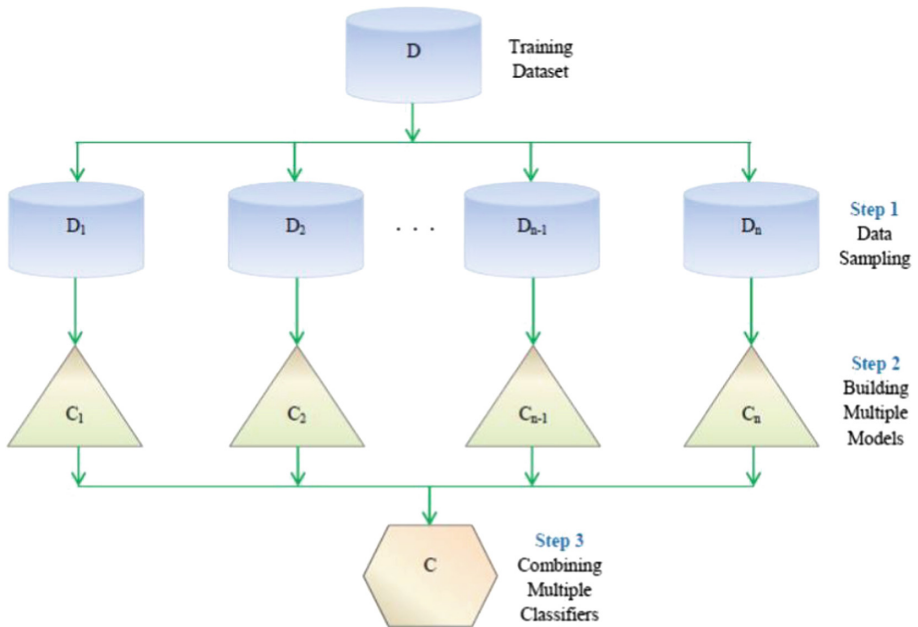 D
Training
Dataset
D₁
D₂
. . .
Dₙ₋₁
Dₙ
Step 1
Data
Sampling
C₁
C₂
Cₙ₋₁
Cₙ
Step 2
Building
Multiple
Models
C
Step 3
Combining
Multiple
Classifiers